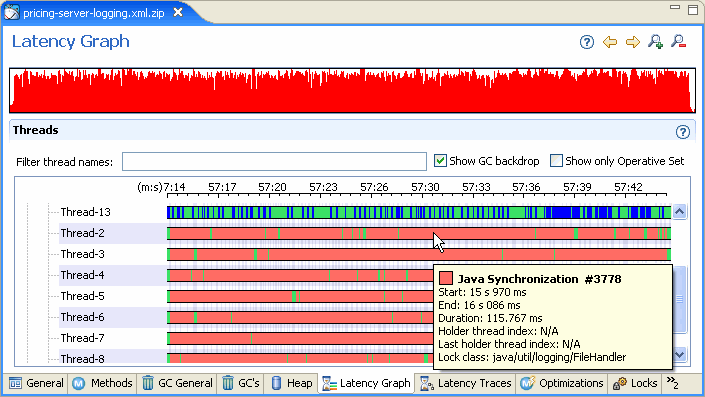 pricing-server-logging.xml.zip
Latency Graph
Threads
Filter thread names:
Show GC backdrop
Show only Operative Set
(m:s) 7:14 57:17 57:20 57:23 57:26 57:30 57:33 57:36 57:39 57:42
Thread-13
Thread-2
Thread-3
Thread-4
Thread-5
Thread-6
Thread-7
Thread-8
Java Synchronization #3778
Start: 15 s 970 ms
End: 16 s 086 ms
Duration: 115.767 ms
Holder thread index: N/A
Last holder thread index: N/A
Lock class: java/util/logging/FileHandler
General Methods GC General GC's Heap Latency Graph Latency Traces Optimizations Locks »2